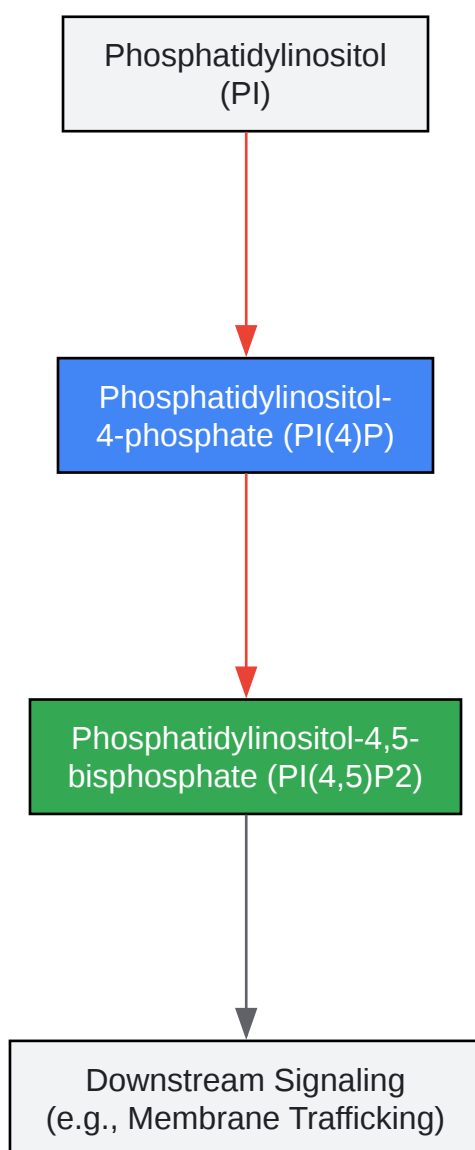 Phosphatidylinositol
(PI)
Phosphatidylinositol-
4-phosphate (PI(4)P)
Phosphatidylinositol-4,5-
bisphosphate (PI(4,5)P2)
Downstream Signaling
(e.g., Membrane Trafficking)